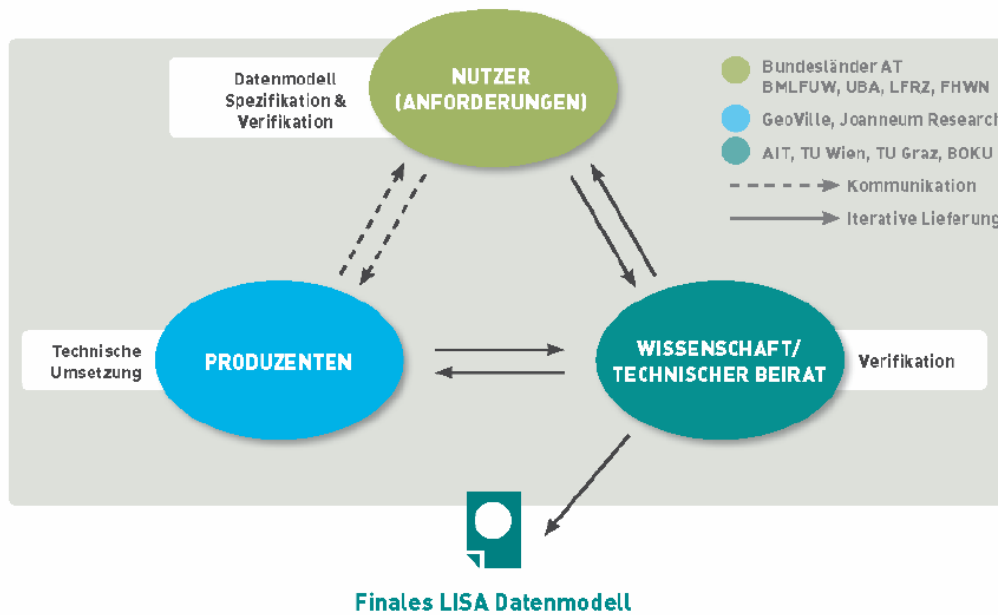 Datenmodell
Spezifikation &
Verifikation
NUTZER
(ANFORDERUNGEN)
Bundesländer AT
BMLFUW, UBA, LFRZ, FHWN
GeoVille, Joanneum Research
AIT, TU Wien, TU Graz, BOKU
Kommunikation
Iterative Lieferung
Technische
Umsetzung
PRODUZENTEN
WISSENSCHAFT/
TECHNISCHER BEIRAT
Verifikation
Finales LISA Datenmodell